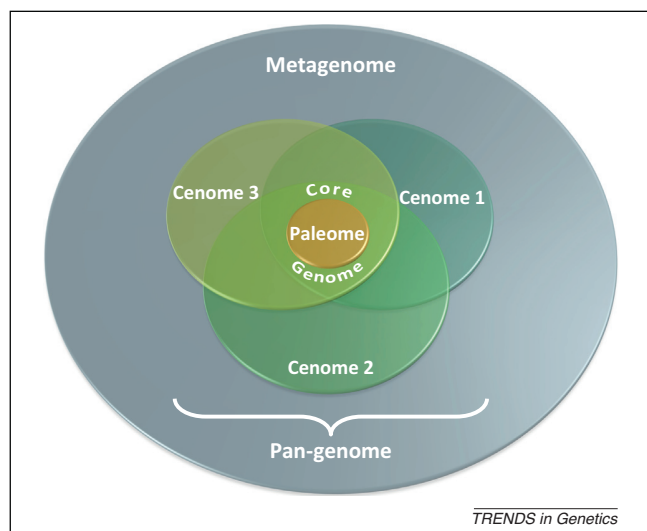 Metagenome
Cenome 3
Core
Cenome 1
Paleome
Genome
Cenome 2
Pan-genome
TRENDS in Genetics